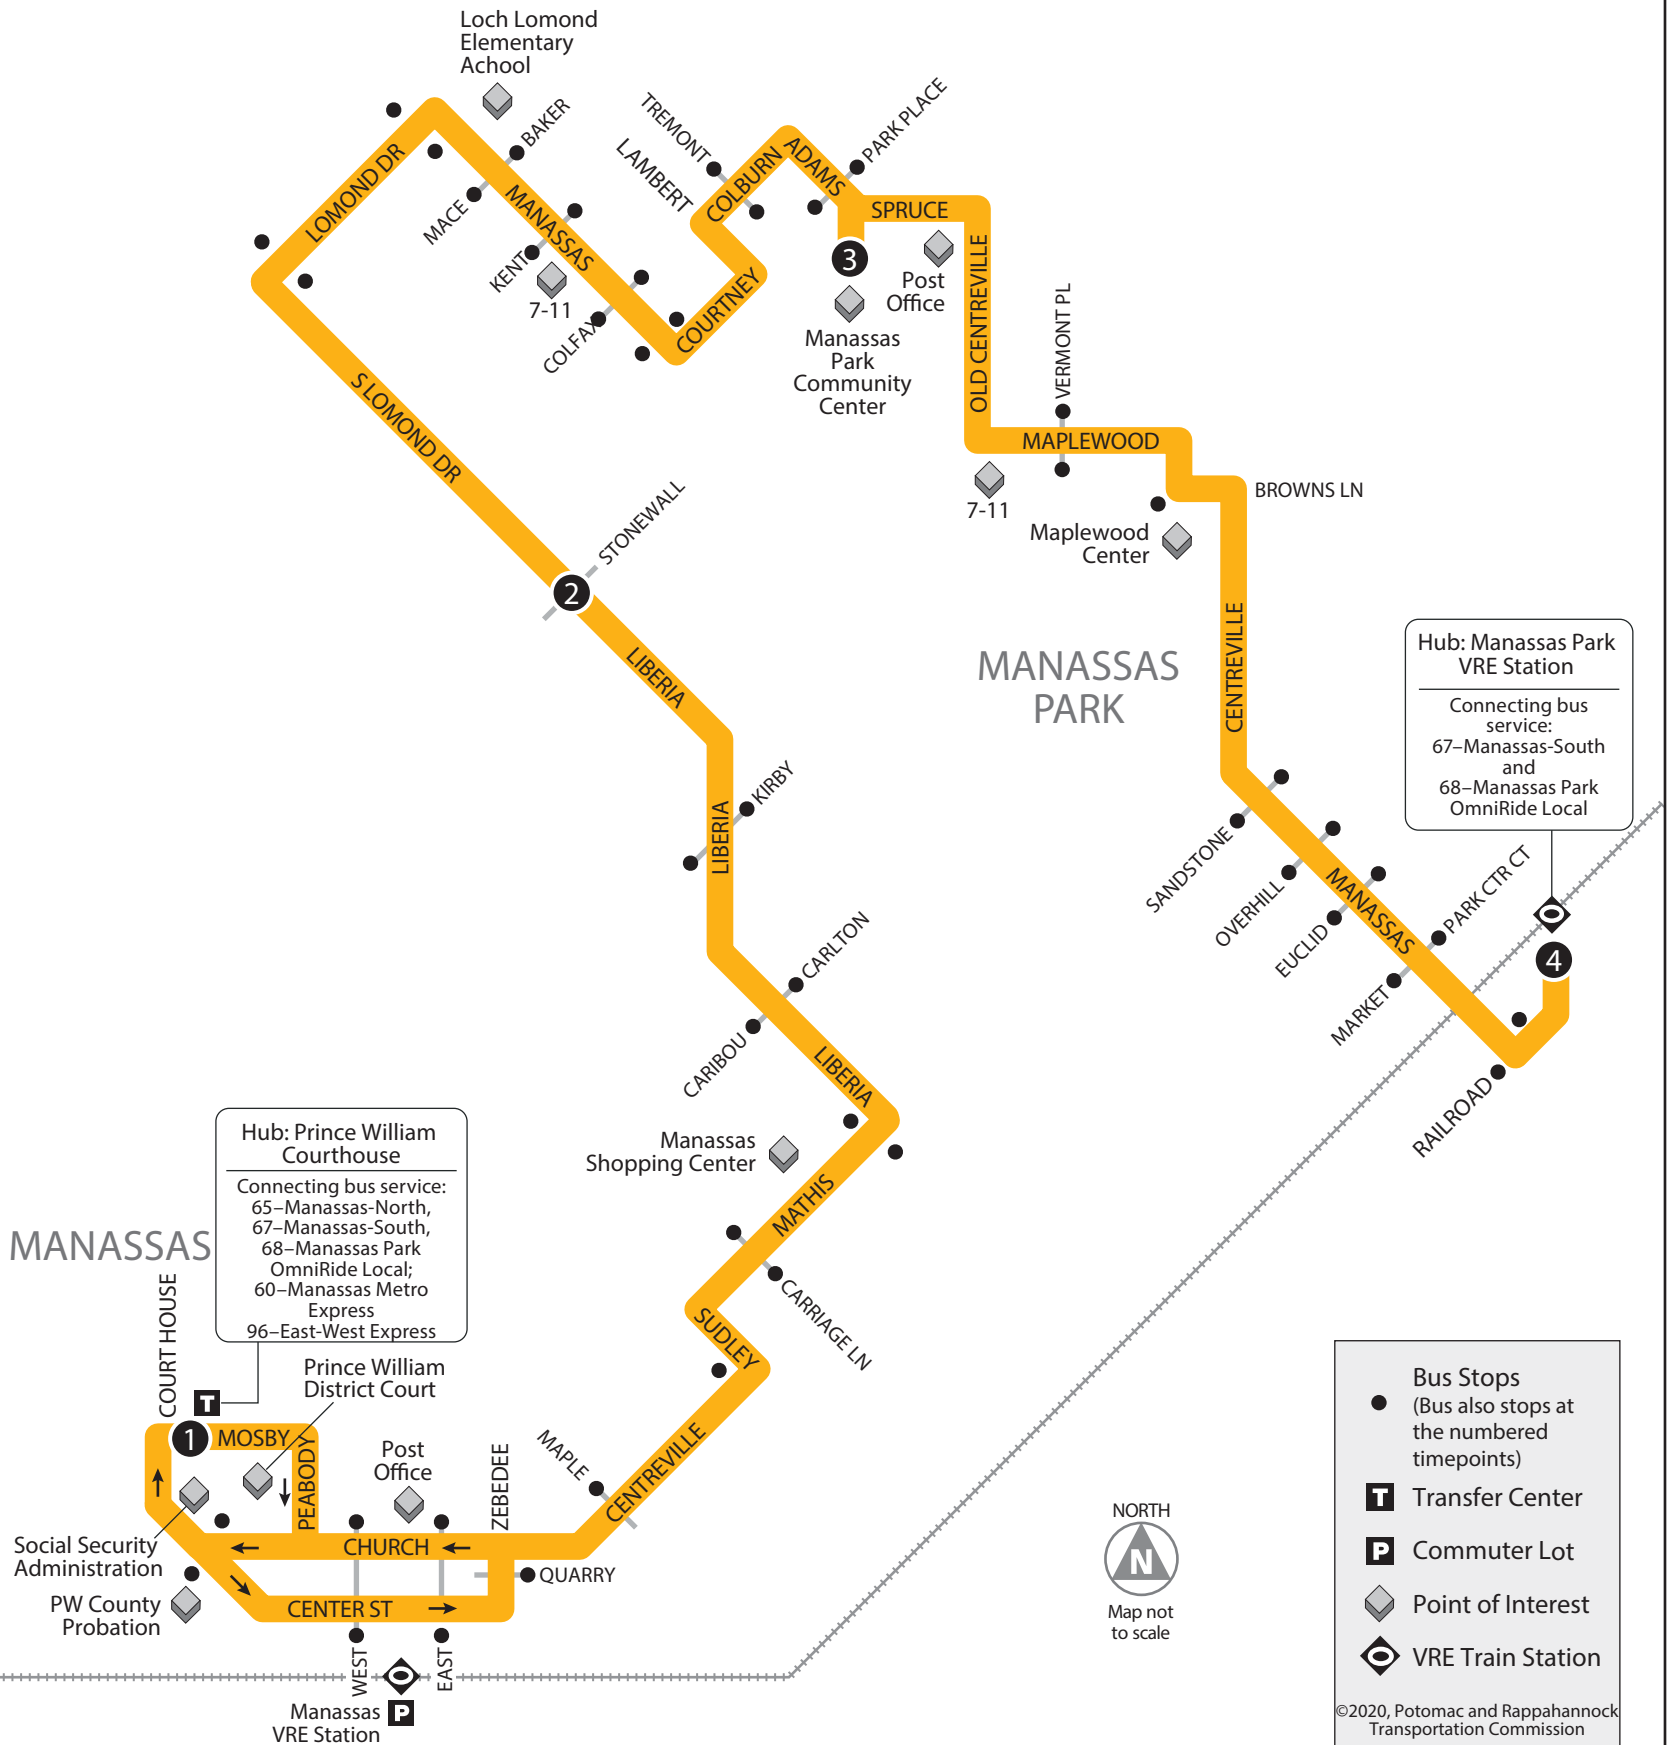 Loch Lomond
Elementary
Achool
BAKER
MACE
LOMOND DR
MANASSAS
KENT
7-11
COLFAX
COURTNEY
TREMONT
LAMBERT
COLBURN
ADAMS
PARK PLACE
SPRUCE
3
Post
Office
Manassas
Park
Community
Center
OLD CENTREVILLE
VERMONT PL
MAPLEWOOD
7-11
BROWNS LN
Maplewood
Center
S LOMOND DR
STONEWALL
2
LIBERIA
MANASSAS
PARK
CENTREVILLE
Hub: Manassas Park
VRE Station
Connecting bus
service:
67–Manassas-South
and
68–Manassas Park
OmniRide Local
KIRBY
LIBERIA
SANDSTONE
OVERHILL
EUCLID
MANASSAS
PARK CTR CT
MARKET
4
RAILROAD
CARLTON
CARIBOU
LIBERIA
Manassas
Shopping Center
MATHIS
CARRIAGE LN
SUDLEY
Hub: Prince William
Courthouse
Connecting bus service:
65–Manassas-North,
67–Manassas-South,
68–Manassas Park
OmniRide Local;
60–Manassas Metro
Express
96–East-West Express
MANASSAS
COURT HOUSE
T
Prince William
District Court
1
MOSBY
PEABODY
Post
Office
ZEBEDEE
MAPLE
CENTREVILLE
Social Security
Administration
CHURCH
QUARRY
PW County
Probation
CENTER ST
WEST
EAST
Manassas
VRE Station
P
NORTH
N
Map not
to scale
Bus Stops
(Bus also stops at
the numbered
timepoints)
T Transfer Center
P Commuter Lot
Point of Interest
VRE Train Station
©2020, Potomac and Rappahannock
Transportation Commission